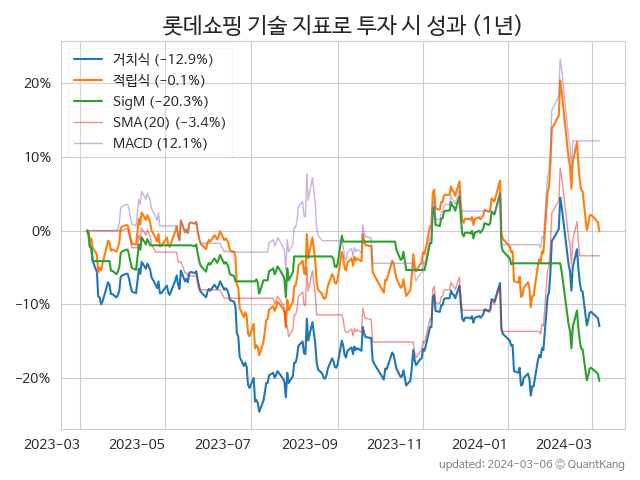 롯데쇼핑 기술 지표로 투자 시 성과 (1년)
거치식 (−12.9%)
적립식 (−0.1%)
SigM (−20.3%)
SMA(20) (−3.4%)
MACD (12.1%)
20%
10%
0%
−10%
−20%
2023−03 2023−05 2023−07 2023−09 2023−11 2024−01 2024−03
updated: 2024−03−06 ⓒ QuantKang